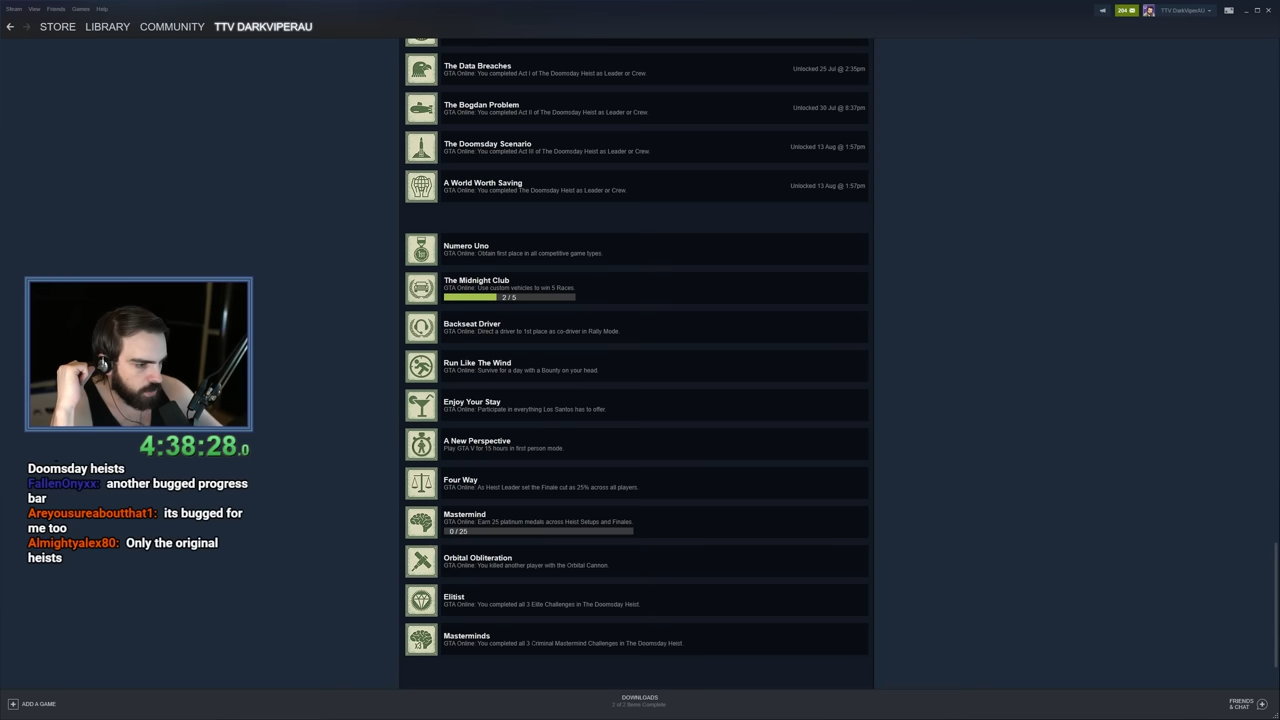 Steam View Friends Games Help
204
TTV DarkViperAU
STORE LIBRARY COMMUNITY TTV DARKVIPERAU
The Data Breaches
GTA Online: You completed Act I of The Doomsday Heist as Leader or Crew.
Unlocked 25 Jul @ 2:35pm
The Bogdan Problem
GTA Online: You completed Act II of The Doomsday Heist as Leader or Crew.
Unlocked 30 Jul @ 8:37pm
The Doomsday Scenario
GTA Online: You completed Act III of The Doomsday Heist as Leader or Crew.
Unlocked 13 Aug @ 1:57pm
A World Worth Saving
GTA Online: You completed The Doomsday Heist as Leader or Crew.
Unlocked 13 Aug @ 1:57pm
Numero Uno
GTA Online: Obtain first place in all competitive game types.
The Midnight Club
GTA Online: Use custom vehicles to win 5 Races.
2 / 5
Backseat Driver
GTA Online: Direct a driver to 1st place as co-driver in Rally Mode.
Run Like The Wind
GTA Online: Survive for a day with a Bounty on your head.
Enjoy Your Stay
GTA Online: Participate in everything Los Santos has to offer.
A New Perspective
Play GTA V for 15 hours in first person mode.
Four Way
GTA Online: As Heist Leader set the Finale cut as 25% across all players.
Mastermind
GTA Online: Earn 25 platinum medals across Heist Setups and Finales.
0 / 25
Orbital Obliteration
GTA Online: You killed another player with the Orbital Cannon.
Elitist
GTA Online: You completed all 3 Elite Challenges in The Doomsday Heist.
Masterminds
GTA Online: You completed all 3 Criminal Mastermind Challenges in The Doomsday Heist.
4:38:28.0
Doomsday heists
FallenOnyxx: another bugged progress
bar
Areyousureaboutthat1: its bugged for
me too
Almightyalex80: Only the original
heists
ADD A GAME
DOWNLOADS
2 of 2 Items Complete
FRIENDS
& CHAT